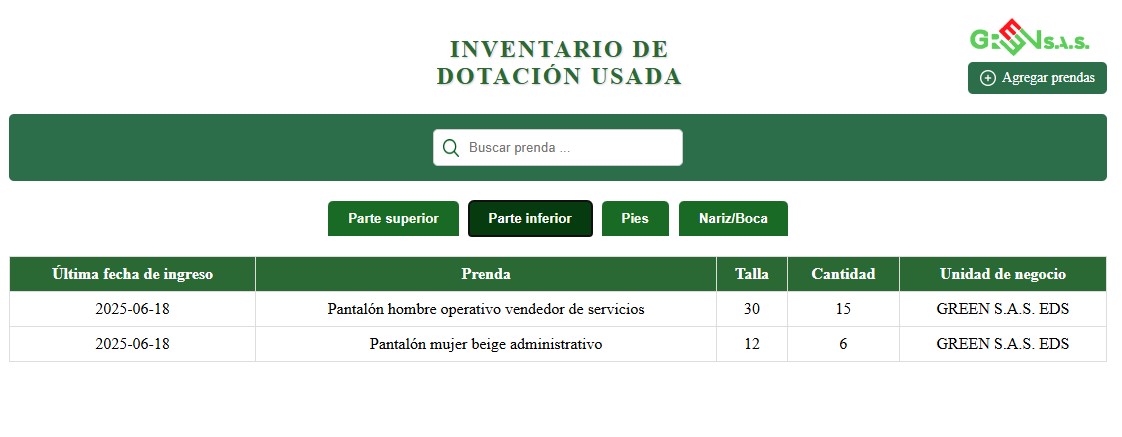 INVENTARIO DE
DOTACIÓN USADA
GREEN S.A.S.
Agregar prendas
Buscar prenda ...
Parte superior Parte inferior Pies Nariz/Boca
Última fecha de ingreso Prenda Talla Cantidad Unidad de negocio
2025-06-18 Pantalón hombre operativo vendedor de servicios 30 15 GREEN S.A.S. EDS
2025-06-18 Pantalón mujer beige administrativo 12 6 GREEN S.A.S. EDS